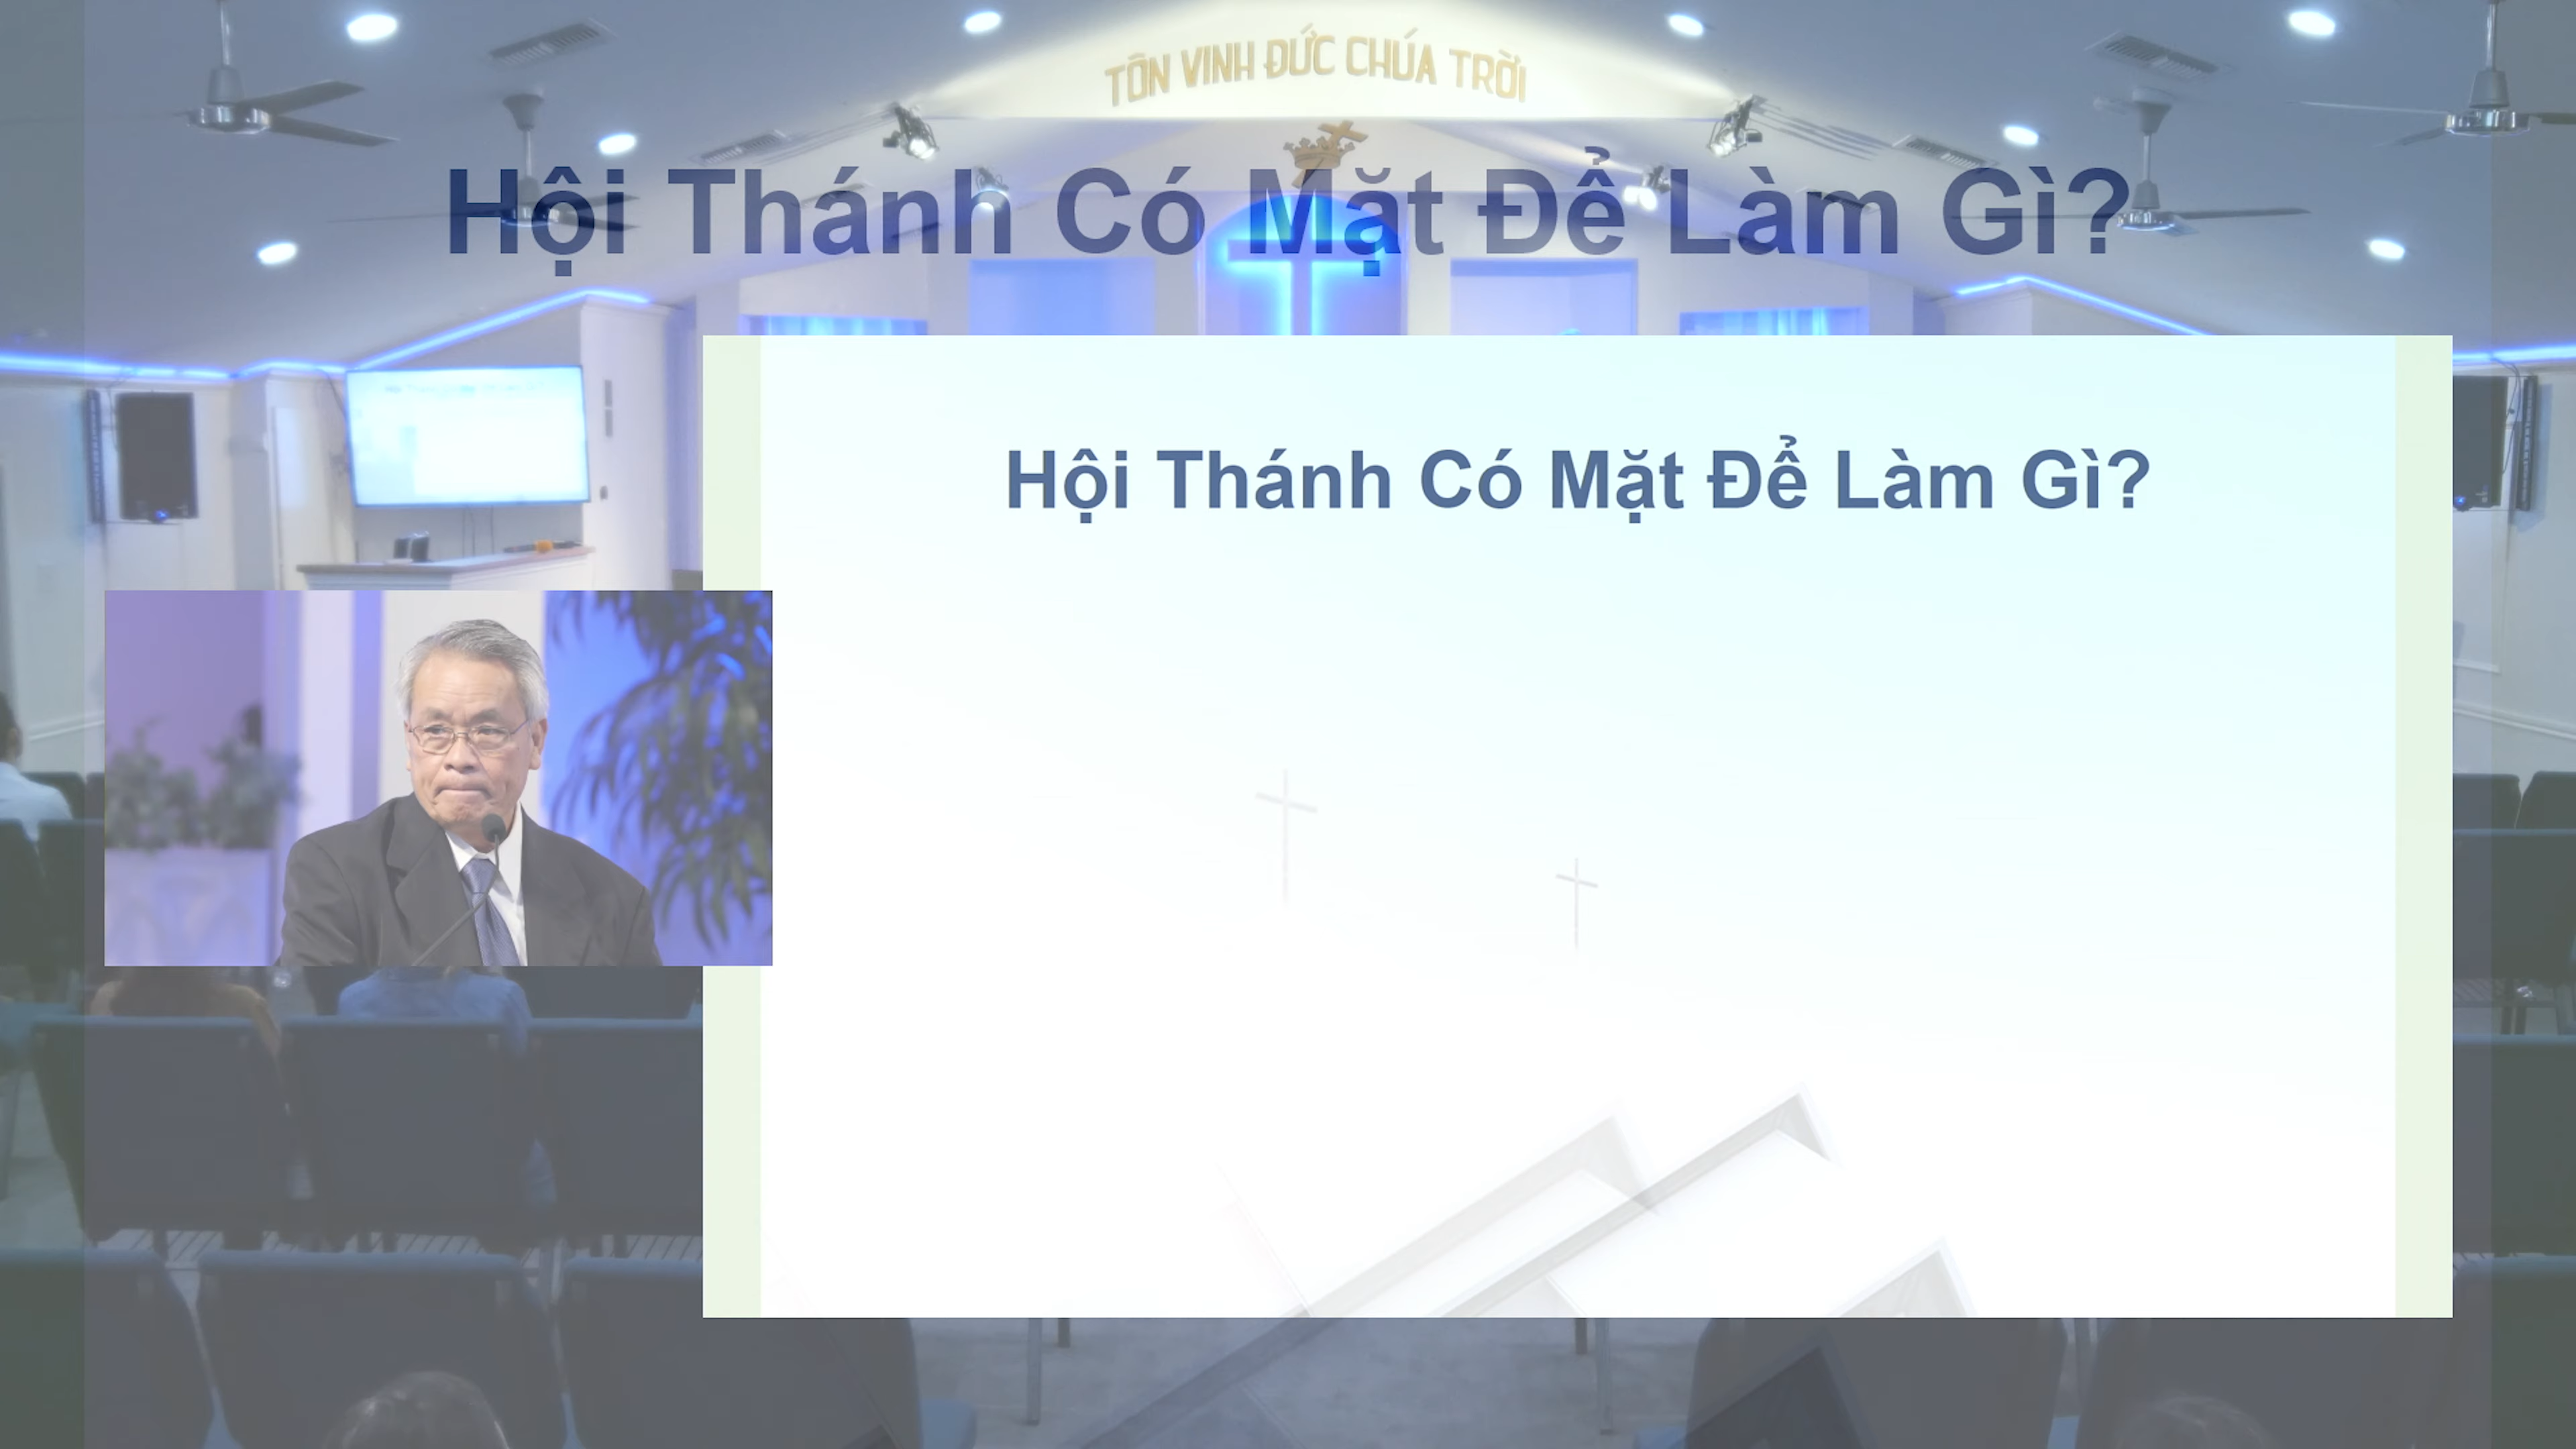 TÔN VINH ĐỨC CHÚA TRỜI
Hội Thánh Có Mặt Để Làm Gì?
Hội Thánh Có Mặt Để Làm Gì?